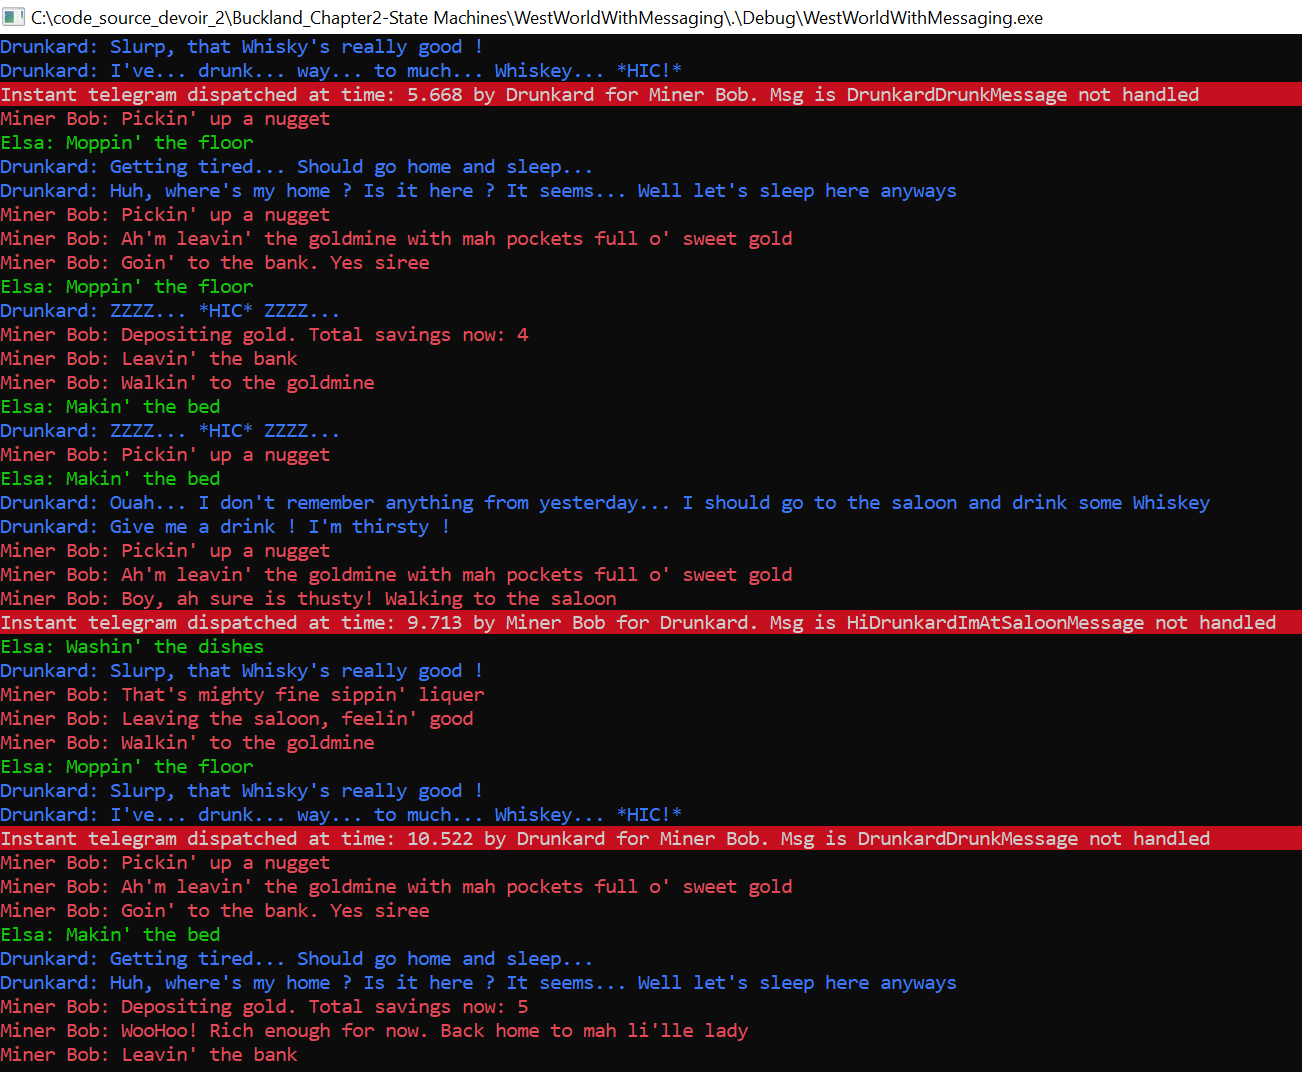 C:\code_source_devoir_2\Buckland_Chapter2-State Machines\WestWorldWithMessaging\.\Debug\WestWorldWithMessaging.exe
Drunkard: Slurp, that Whisky's really good !
Drunkard: I've... drunk... way... to much... Whiskey... *HIC!*
Instant telegram dispatched at time: 5.668 by Drunkard for Miner Bob. Msg is DrunkardDrunkMessage not handled
Miner Bob: Pickin' up a nugget
Elsa: Moppin' the floor
Drunkard: Getting tired... Should go home and sleep...
Drunkard: Huh, where's my home ? Is it here ? It seems... Well let's sleep here anyways
Miner Bob: Pickin' up a nugget
Miner Bob: Ah'm leavin' the goldmine with mah pockets full o' sweet gold
Miner Bob: Goin' to the bank. Yes siree
Elsa: Moppin' the floor
Drunkard: ZZZZ... *HIC* ZZZZ...
Miner Bob: Depositing gold. Total savings now: 4
Miner Bob: Leavin' the bank
Miner Bob: Walkin' to the goldmine
Elsa: Makin' the bed
Drunkard: ZZZZ... *HIC* ZZZZ...
Miner Bob: Pickin' up a nugget
Elsa: Makin' the bed
Drunkard: Ouah... I don't remember anything from yesterday... I should go to the saloon and drink some Whiskey
Drunkard: Give me a drink ! I'm thirsty !
Miner Bob: Pickin' up a nugget
Miner Bob: Ah'm leavin' the goldmine with mah pockets full o' sweet gold
Miner Bob: Boy, ah sure is thusty! Walking to the saloon
Instant telegram dispatched at time: 9.713 by Miner Bob for Drunkard. Msg is HiDrunkardImAtSaloonMessage not handled
Elsa: Washin' the dishes
Drunkard: Slurp, that Whisky's really good !
Miner Bob: That's mighty fine sippin' liquer
Miner Bob: Leaving the saloon, feelin' good
Miner Bob: Walkin' to the goldmine
Elsa: Moppin' the floor
Drunkard: Slurp, that Whisky's really good !
Drunkard: I've... drunk... way... to much... Whiskey... *HIC!*
Instant telegram dispatched at time: 10.522 by Drunkard for Miner Bob. Msg is DrunkardDrunkMessage not handled
Miner Bob: Pickin' up a nugget
Miner Bob: Ah'm leavin' the goldmine with mah pockets full o' sweet gold
Miner Bob: Goin' to the bank. Yes siree
Elsa: Makin' the bed
Drunkard: Getting tired... Should go home and sleep...
Drunkard: Huh, where's my home ? Is it here ? It seems... Well let's sleep here anyways
Miner Bob: Depositing gold. Total savings now: 5
Miner Bob: WooHoo! Rich enough for now. Back home to mah li'lle lady
Miner Bob: Leavin' the bank